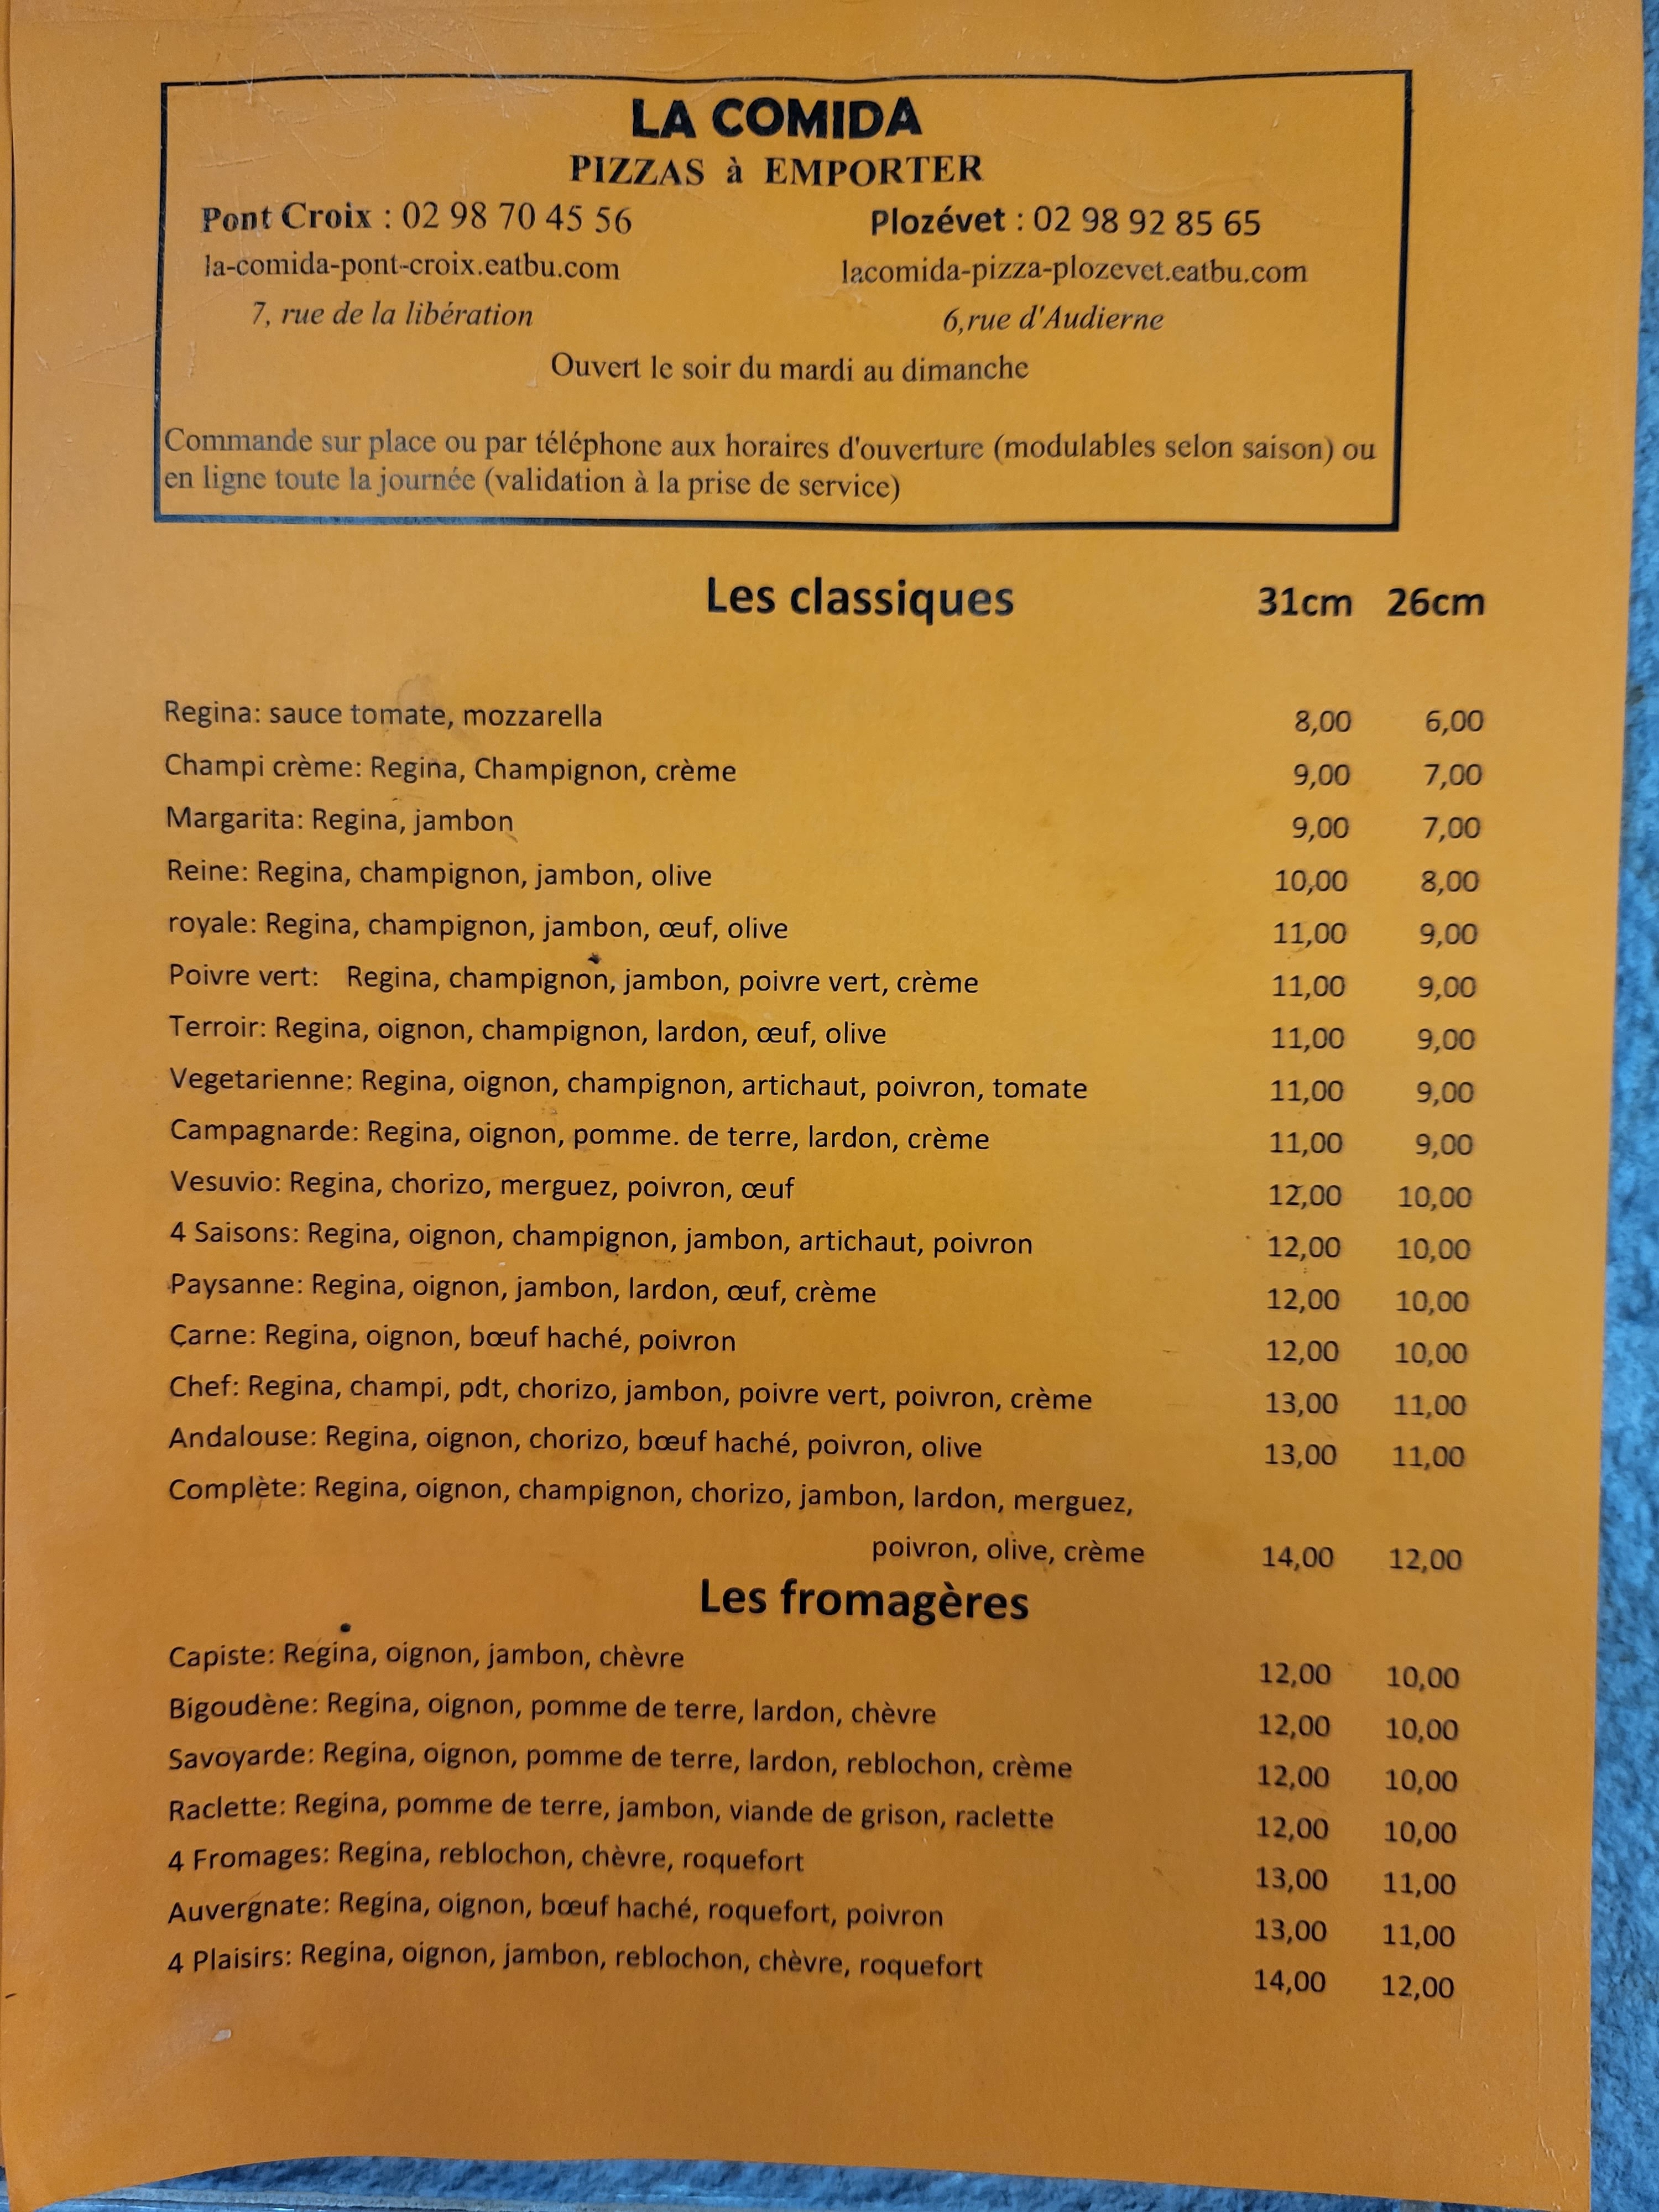 LA COMIDA
PIZZAS à EMPORTER
Pont Croix : 02 98 70 45 56 Plozévet : 02 98 92 85 65
la-comida-pont-croix.eatbu.com lacomida-pizza-plozevet.eatbu.com
7, rue de la libération 6,rue d'Audierne
Ouvert le soir du mardi au dimanche
Commande sur place ou par téléphone aux horaires d'ouverture (modulables selon saison) ou
en ligne toute la journée (validation à la prise de service)
Les classiques 31cm 26cm
Regina: sauce tomate, mozzarella 8,00 6,00
Champi crème: Regina, Champignon, crème 9,00 7,00
Margarita: Regina, jambon 9,00 7,00
Reine: Regina, champignon, jambon, olive 10,00 8,00
royale: Regina, champignon, jambon, œuf, olive 11,00 9,00
Poivre vert: Regina, champignon, jambon, poivre vert, crème 11,00 9,00
Terroir: Regina, oignon, champignon, lardon, œuf, olive 11,00 9,00
Vegetarienne: Regina, oignon, champignon, artichaut, poivron, tomate 11,00 9,00
Campagnarde: Regina, oignon, pomme. de terre, lardon, crème 11,00 9,00
Vesuvio: Regina, chorizo, merguez, poivron, œuf 12,00 10,00
4 Saisons: Regina, oignon, champignon, jambon, artichaut, poivron 12,00 10,00
Paysanne: Regina, oignon, jambon, lardon, œuf, crème 12,00 10,00
Carne: Regina, oignon, bœuf haché, poivron 12,00 10,00
Chef: Regina, champi, pdt, chorizo, jambon, poivre vert, poivron, crème 13,00 11,00
Andalouse: Regina, oignon, chorizo, bœuf haché, poivron, olive 13,00 11,00
Complète: Regina, oignon, champignon, chorizo, jambon, lardon, merguez,
poivron, olive, crème 14,00 12,00
Les fromagères
Capiste: Regina, oignon, jambon, chèvre 12,00 10,00
Bigoudène: Regina, oignon, pomme de terre, lardon, chèvre 12,00 10,00
Savoyarde: Regina, oignon, pomme de terre, lardon, reblochon, crème 12,00 10,00
Raclette: Regina, pomme de terre, jambon, viande de grison, raclette 12,00 10,00
4 Fromages: Regina, reblochon, chèvre, roquefort 13,00 11,00
Auvergnate: Regina, oignon, bœuf haché, roquefort, poivron 13,00 11,00
4 Plaisirs: Regina, oignon, jambon, reblochon, chèvre, roquefort 14,00 12,00